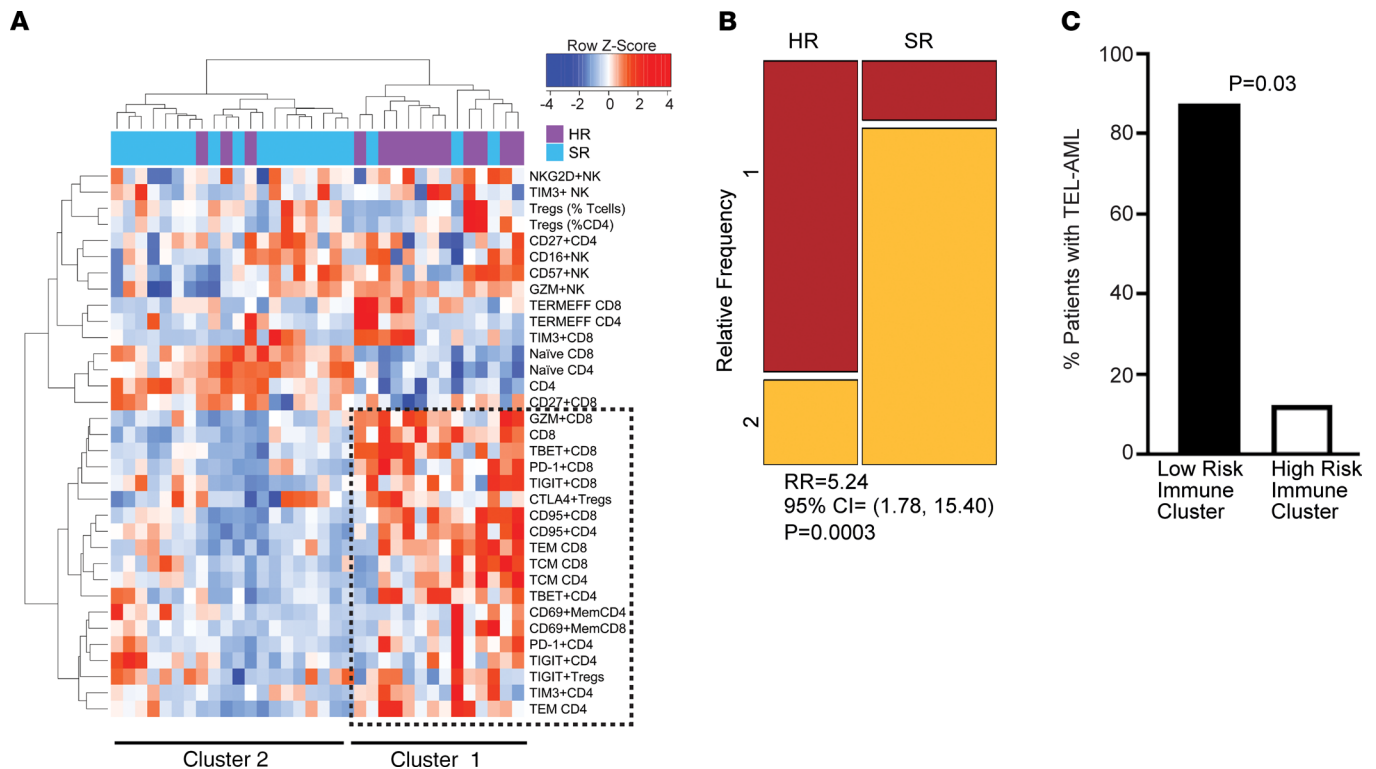 A
Row Z-Score
-4 -2 0 2 4
HR
SR
NKG2D+NK
TIM3+ NK
Tregs (% Tcells)
Tregs (%CD4)
CD27+CD4
CD16+NK
CD57+NK
GZM+NK
TERMEFF CD8
TERMEFF CD4
TIM3+CD8
Naïve CD8
Naïve CD4
CD4
CD27+CD8
GZM+CD8
CD8
TBET+CD8
PD-1+CD8
TIGIT+CD8
CTLA4+Tregs
CD95+CD8
CD95+CD4
TEM CD8
TCM CD8
TCM CD4
TBET+CD4
CD69+MemCD4
CD69+MemCD8
PD-1+CD4
TIGIT+CD4
TIGIT+Tregs
TIM3+CD4
TEM CD4
Cluster 2
Cluster 1
B
HR SR
Relative Frequency
1
2
RR=5.24
95% CI= (1.78, 15.40)
P=0.0003
C
% Patients with TEL-AML
100
80
60
40
20
0
P=0.03
Low Risk
Immune
Cluster
High Risk
Immune
Cluster